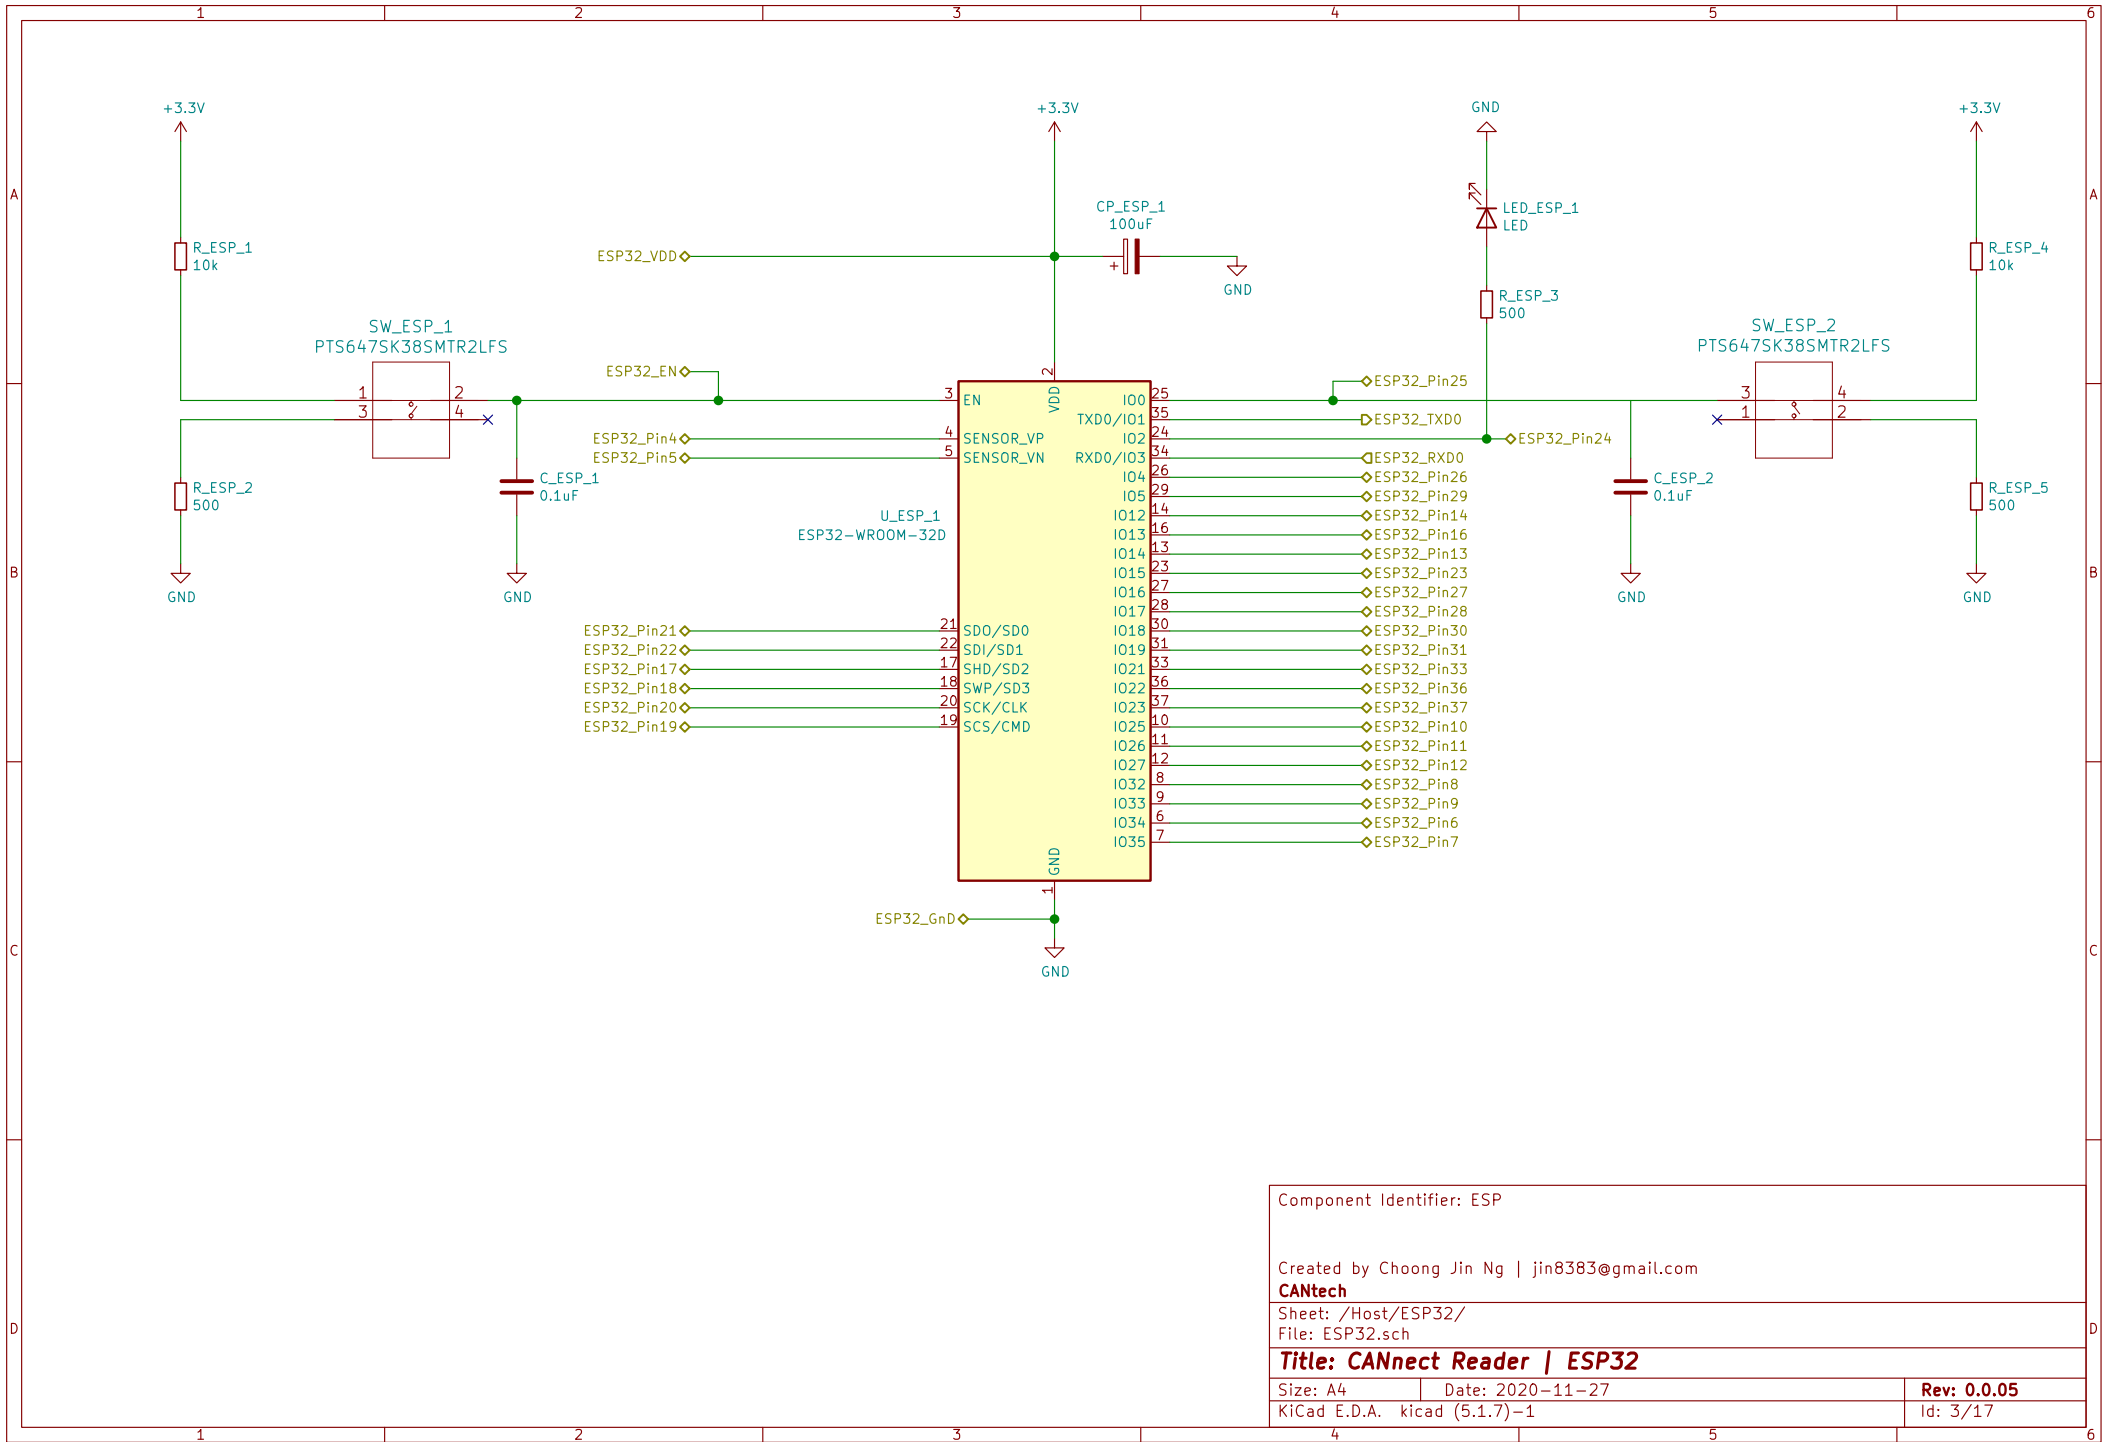 1 2 3 4 5 6
+3.3V
+3.3V
GND
+3.3V
A
A
R_ESP_1
10k
CP_ESP_1
100uF
+
GND
LED_ESP_1
LED
R_ESP_3
500
R_ESP_4
10k
ESP32_VDD
SW_ESP_1
PTS647SK38SMTR2LFS
1
2
3
4
ESP32_EN
SW_ESP_2
PTS647SK38SMTR2LFS
3
4
1
2
R_ESP_2
500
GND
C_ESP_1
0.1uF
GND
C_ESP_2
0.1uF
GND
R_ESP_5
500
GND
B
B
U_ESP_1
ESP32-WROOM-32D
2
VDD
3 EN
ESP32_Pin4 4 SENSOR_VP
ESP32_Pin5 5 SENSOR_VN
ESP32_Pin21 21 SDO/SD0
ESP32_Pin22 22 SDI/SD1
ESP32_Pin17 17 SHD/SD2
ESP32_Pin18 18 SWP/SD3
ESP32_Pin20 20 SCK/CLK
ESP32_Pin19 19 SCS/CMD
IO0 25 ESP32_Pin25
TXD0/IO1 35 ESP32_TXD0
IO2 24 ESP32_Pin24
RXD0/IO3 34 ESP32_RXD0
IO4 26 ESP32_Pin26
IO5 29 ESP32_Pin29
IO12 14 ESP32_Pin14
IO13 16 ESP32_Pin16
IO14 13 ESP32_Pin13
IO15 23 ESP32_Pin23
IO16 27 ESP32_Pin27
IO17 28 ESP32_Pin28
IO18 30 ESP32_Pin30
IO19 31 ESP32_Pin31
IO21 33 ESP32_Pin33
IO22 36 ESP32_Pin36
IO23 37 ESP32_Pin37
IO25 10 ESP32_Pin10
IO26 11 ESP32_Pin11
IO27 12 ESP32_Pin12
IO32 8 ESP32_Pin8
IO33 9 ESP32_Pin9
IO34 6 ESP32_Pin6
IO35 7 ESP32_Pin7
GND
1
ESP32_GnD
GND
C
C
D
D
Component Identifier: ESP
Created by Choong Jin Ng | jin8383@gmail.com
CANtech
Sheet: /Host/ESP32/
File: ESP32.sch
Title: CANnect Reader | ESP32
Size: A4 Date: 2020-11-27 Rev: 0.0.05
KiCad E.D.A. kicad (5.1.7)-1 Id: 3/17
1 2 3 4 5 6